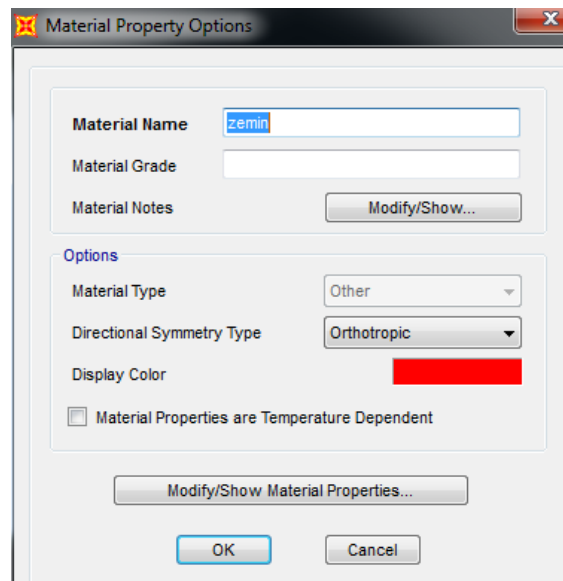 Material Property Options
Material Name zemin
Material Grade
Material Notes Modify/Show...
Options
Material Type Other
Directional Symmetry Type Orthotropic
Display Color
Material Properties are Temperature Dependent
Modify/Show Material Properties...
OK Cancel